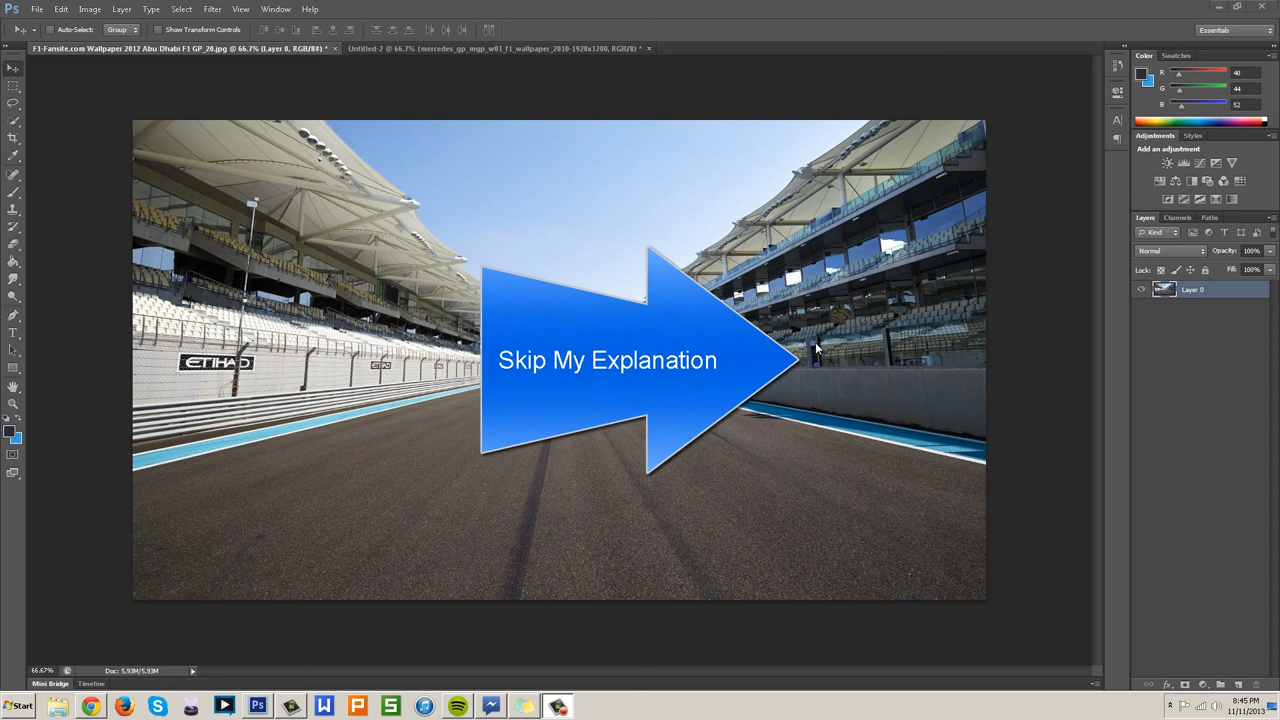 Ps File Edit Image Layer Type Select Filter View Window Help
Auto-Select: Group Show Transform Controls Essentials
F1-Fansite.com Wallpaper 2012 Abu Dhabi F1 GP_20.jpg @ 66.7% (Layer 0, RGB/8#) * × Untitled-2 @ 66.7% (mercedes_gp_mgp_w01_f1_wallpaper_2010-1920x1200, RGB/8) * ×
Color Swatches
R 40
G 44
B 52
Adjustments Styles
Add an adjustment
Layers Channels Paths
Kind
Normal Opacity: 100%
Lock: Fill: 100%
Layer 0
ETIHAD
ETIHAD
Skip My Explanation
66.67% Doc: 5.93M/5.93M
Mini Bridge Timeline
Start
8:45 PM
11/11/2013